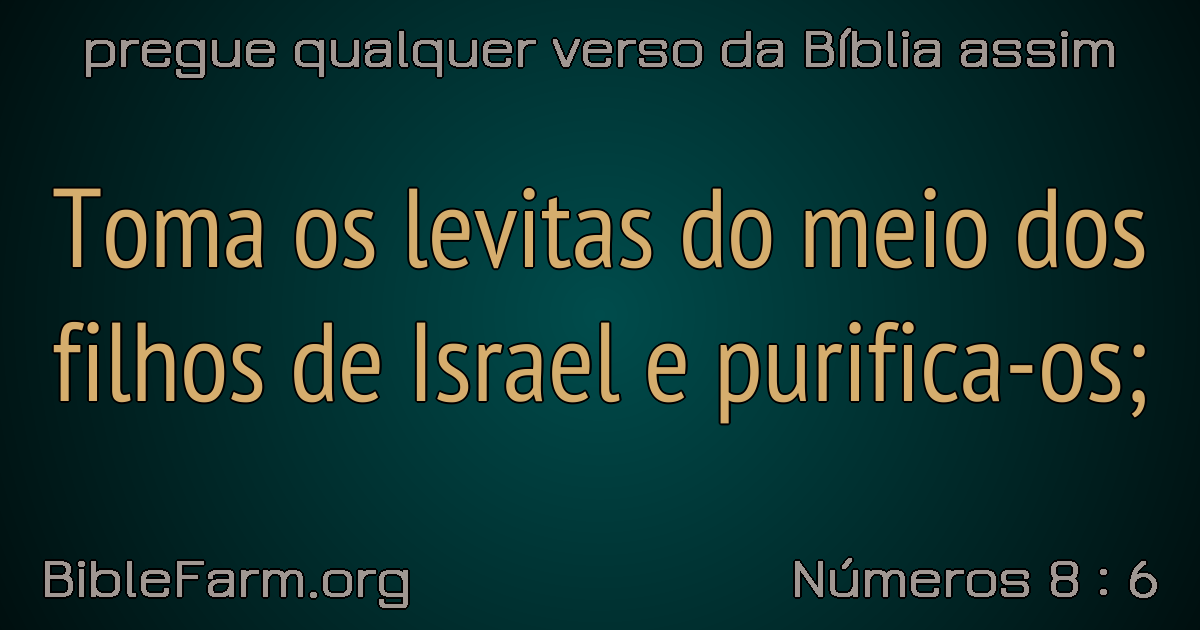 pregue qualquer verso da Bíblia assim
Toma os levitas do meio dos
filhos de Israel e purifica-os;
BibleFarm.org
Números 8 : 6